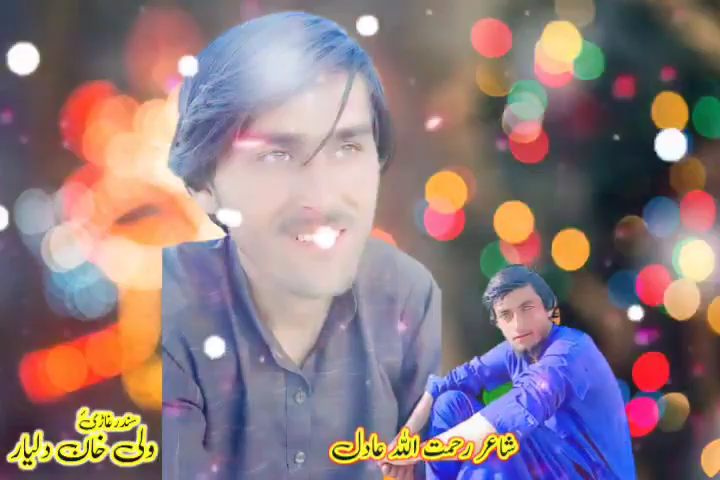 سندرغاړی
ولی خان دلیار
شاعر رحمت الله عادل